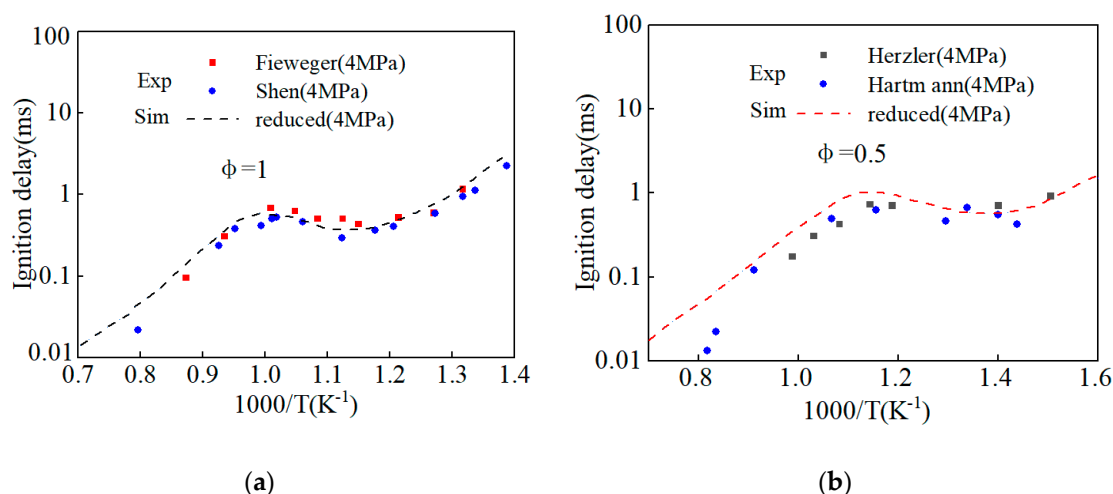 100
10
1
0.1
0.01
Ignition delay(ms)
Exp
Fieweger(4MPa)
Shen(4MPa)
Sim
reduced(4MPa)
ϕ=1
0.7 0.8 0.9 1.0 1.1 1.2 1.3 1.4
1000/T(K⁻¹)
(a)
100
10
1
0.1
0.01
Ignition delay(ms)
Exp
Herzler(4MPa)
Hartm ann(4MPa)
Sim
reduced(4MPa)
ϕ=0.5
0.8 1.0 1.2 1.4 1.6
1000/T(K⁻¹)
(b)